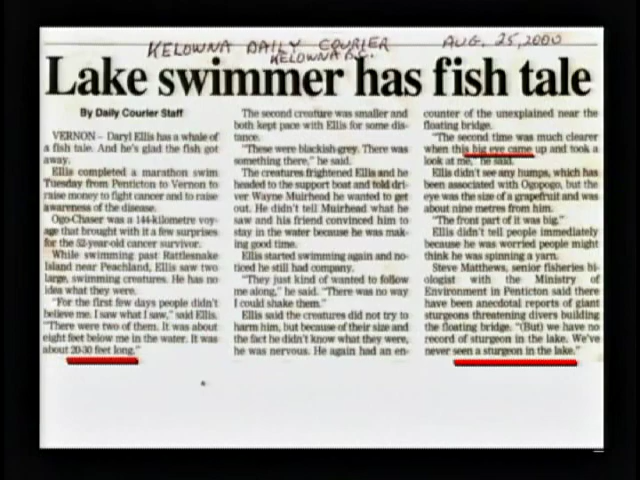 KELOWNA DAILY COURIER AUG. 25, 2000
KELOWNA B.C.
Lake swimmer has fish tale
By Daily Courier Staff
VERNON – Daryl Ellis has a whale of
a fish tale. And he's glad the fish got
away.
Ellis completed a marathon swim
Tuesday from Penticton to Vernon to
raise money to fight cancer and to raise
awareness of the disease.
Ogo-Chaser was a 144-kilometre voy-
age that brought with it a few surprises
for the 52-year-old cancer survivor.
While swimming past Rattlesnake
Island near Peachland, Ellis saw two
large, swimming creatures. He has no
idea what they were.
"For the first few days people didn't
believe me. I saw what I saw," said Ellis.
"There were two of them. It was about
eight feet below me in the water. It was
about 20-30 feet long."
The second creature was smaller and
both kept pace with Ellis for some dis-
tance.
"These were blackish-grey. There was
something there," he said.
The creatures frightened Ellis and he
headed to the support boat and told dri-
ver Wayne Muirhead he wanted to get
out. He didn't tell Muirhead what he
saw and his friend convinced him to
stay in the water because he was mak-
ing good time.
Ellis started swimming again and no-
ticed he still had company.
"They just kind of wanted to follow
me along," he said. "There was no way
I could shake them."
Ellis said the creatures did not try to
harm him, but because of their size and
the fact he didn't know what they were,
he was nervous. He again had an en-
counter of the unexplained near the
floating bridge.
"The second time was much clearer
when this big eye came up and took a
look at me," he said.
Ellis didn't see any humps, which has
been associated with Ogopogo, but the
eye was the size of a grapefruit and was
about nine metres from him.
"The front part of it was big."
Ellis didn't tell people immediately
because he was worried people might
think he was spinning a yarn.
Steve Matthews, senior fisheries bi-
ologist with the Ministry of
Environment in Penticton said there
have been anecdotal reports of giant
sturgeons threatening divers building
the floating bridge. "(But) we have no
record of sturgeon in the lake. We've
never seen a sturgeon in the lake."